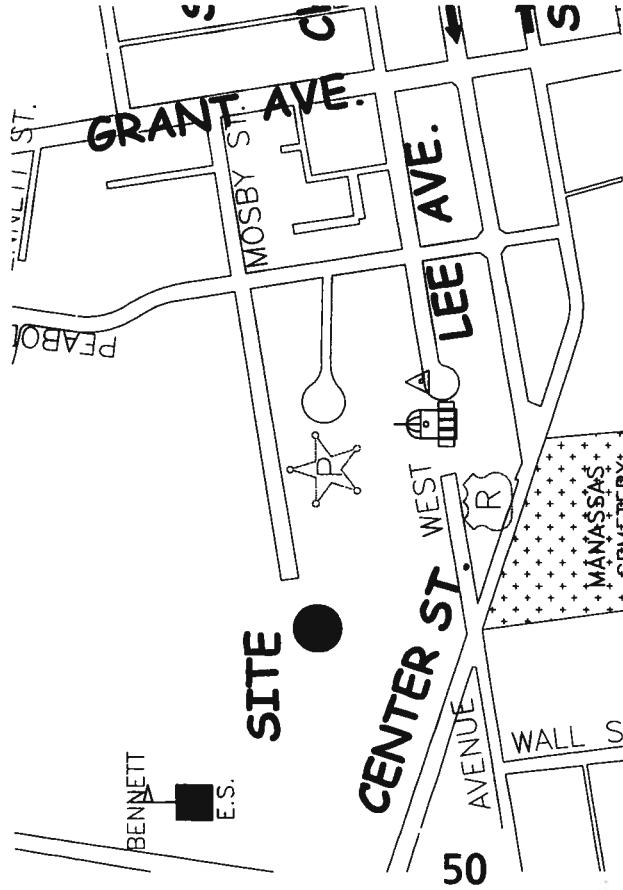 GRANT AVE.
MOSBY ST.
LEE AVE.
WEST
R
P
MANASSAS
SITE
CENTER ST.
AVENUE
WALL
BENNETT
E.S.
50